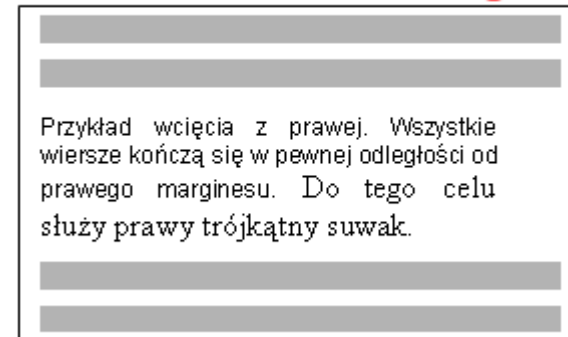 Przykład wcięcia z prawej. Wszystkie
wiersze kończą się w pewnej odległości od
prawego marginesu. Do tego celu
służy prawy trójkątny suwak.